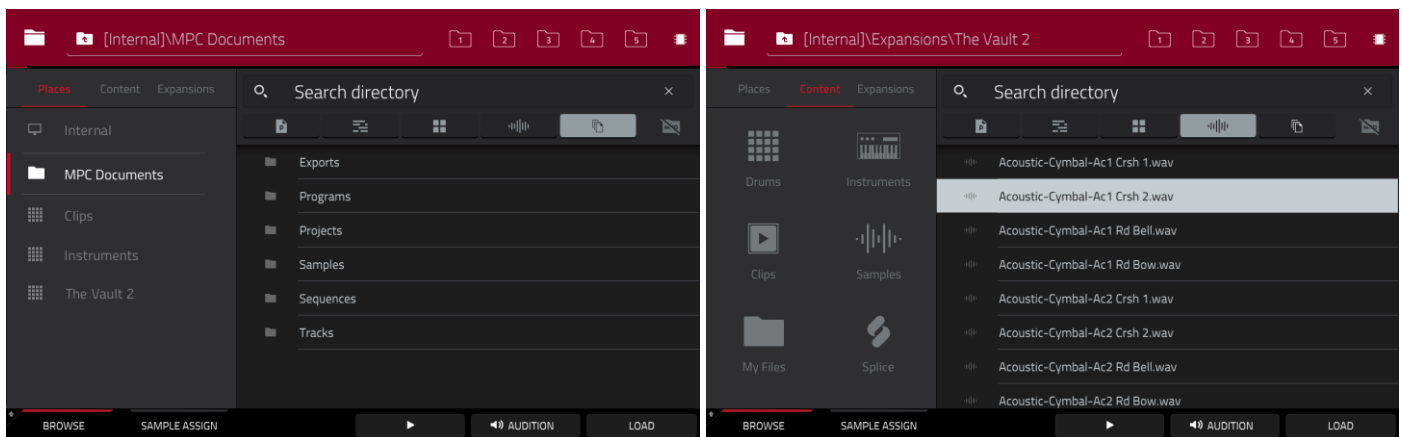 [Internal]\MPC Documents
1 2 3 4 5
Places Content Expansions
Search directory
Internal
MPC Documents
Clips
Instruments
The Vault 2
Exports
Programs
Projects
Samples
Sequences
Tracks
BROWSE SAMPLE ASSIGN AUDITION LOAD
[Internal]\Expansions\The Vault 2
1 2 3 4 5
Places Content Expansions
Search directory
Drums Instruments
Clips Samples
My Files Splice
Acoustic-Cymbal-Ac1 Crsh 1.wav
Acoustic-Cymbal-Ac1 Crsh 2.wav
Acoustic-Cymbal-Ac1 Rd Bell.wav
Acoustic-Cymbal-Ac1 Rd Bow.wav
Acoustic-Cymbal-Ac2 Crsh 1.wav
Acoustic-Cymbal-Ac2 Crsh 2.wav
Acoustic-Cymbal-Ac2 Rd Bell.wav
Acoustic-Cymbal-Ac2 Rd Bow.wav
BROWSE SAMPLE ASSIGN AUDITION LOAD